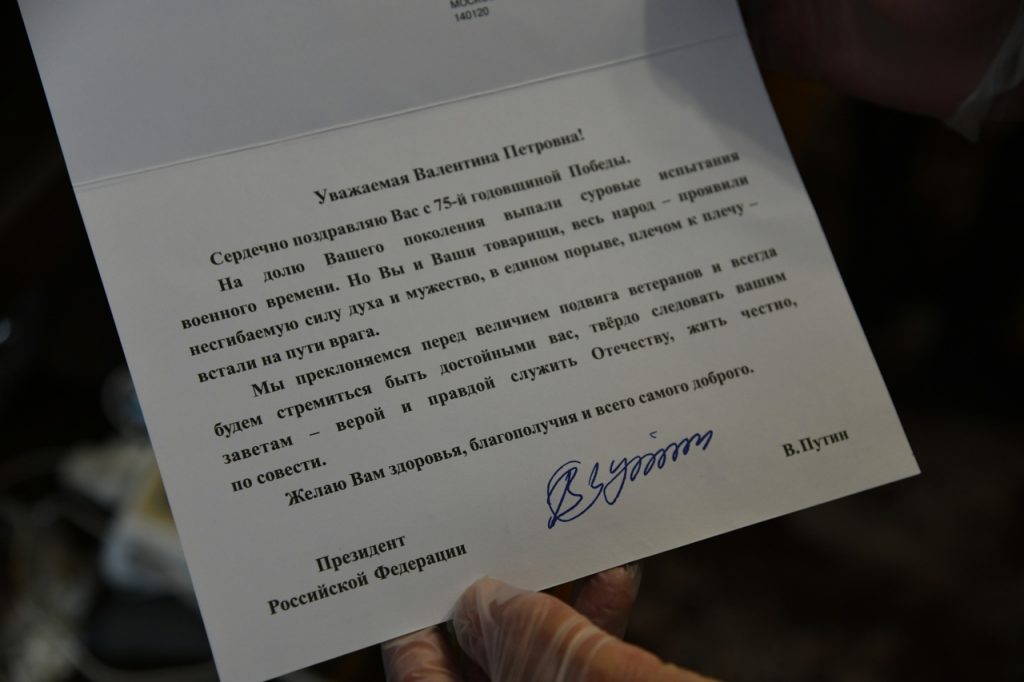 140120
Уважаемая Валентина Петровна!
Сердечно поздравляю Вас с 75-й годовщиной Победы.
На долю Вашего поколения выпали суровые испытания
военного времени. Но Вы и Ваши товарищи, весь народ – проявили
несгибаемую силу духа и мужество, в едином порыве, плечом к плечу –
встали на пути врага.
Мы преклоняемся перед величием подвига ветеранов и всегда
будем стремиться быть достойными вас, твёрдо следовать вашим
заветам – верой и правдой служить Отечеству, жить честно,
по совести.
Желаю Вам здоровья, благополучия и всего самого доброго.
Президент
Российской Федерации
В.Путин